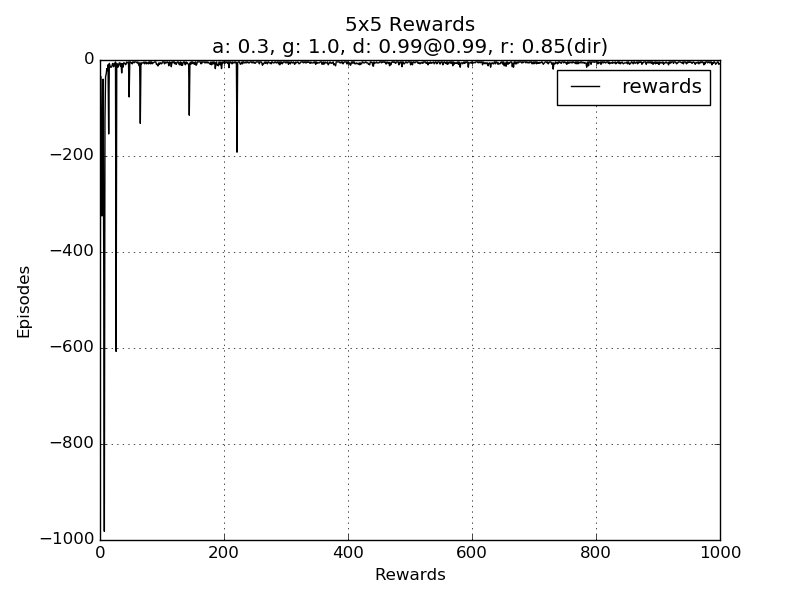 5x5 Rewards
a: 0.3, g: 1.0, d: 0.99@0.99, r: 0.85(dir)
0
rewards
−200
−400
Episodes
−600
−800
−1000
0 200 400 600 800 1000
Rewards